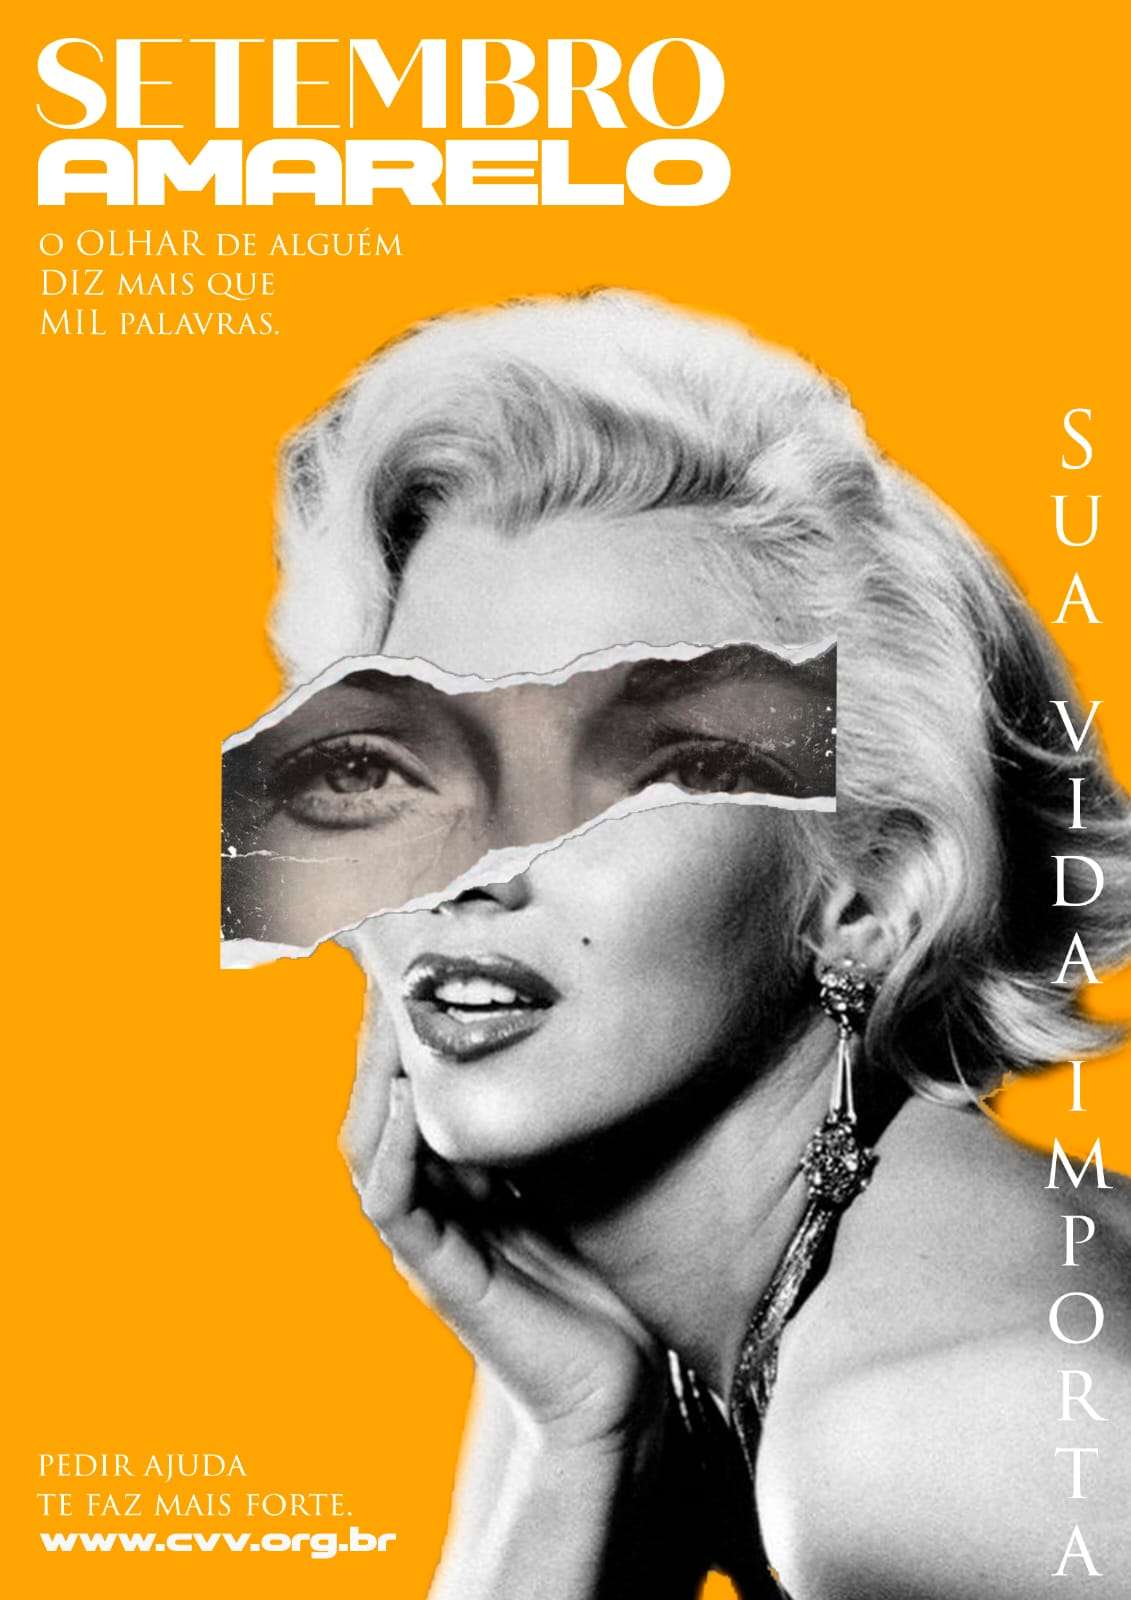 SETEMBRO
AMARELO
O OLHAR DE ALGUÉM
DIZ MAIS QUE
MIL PALAVRAS.
SUA VIDA IMPORTA
PEDIR AJUDA
TE FAZ MAIS FORTE.
www.cvv.org.br